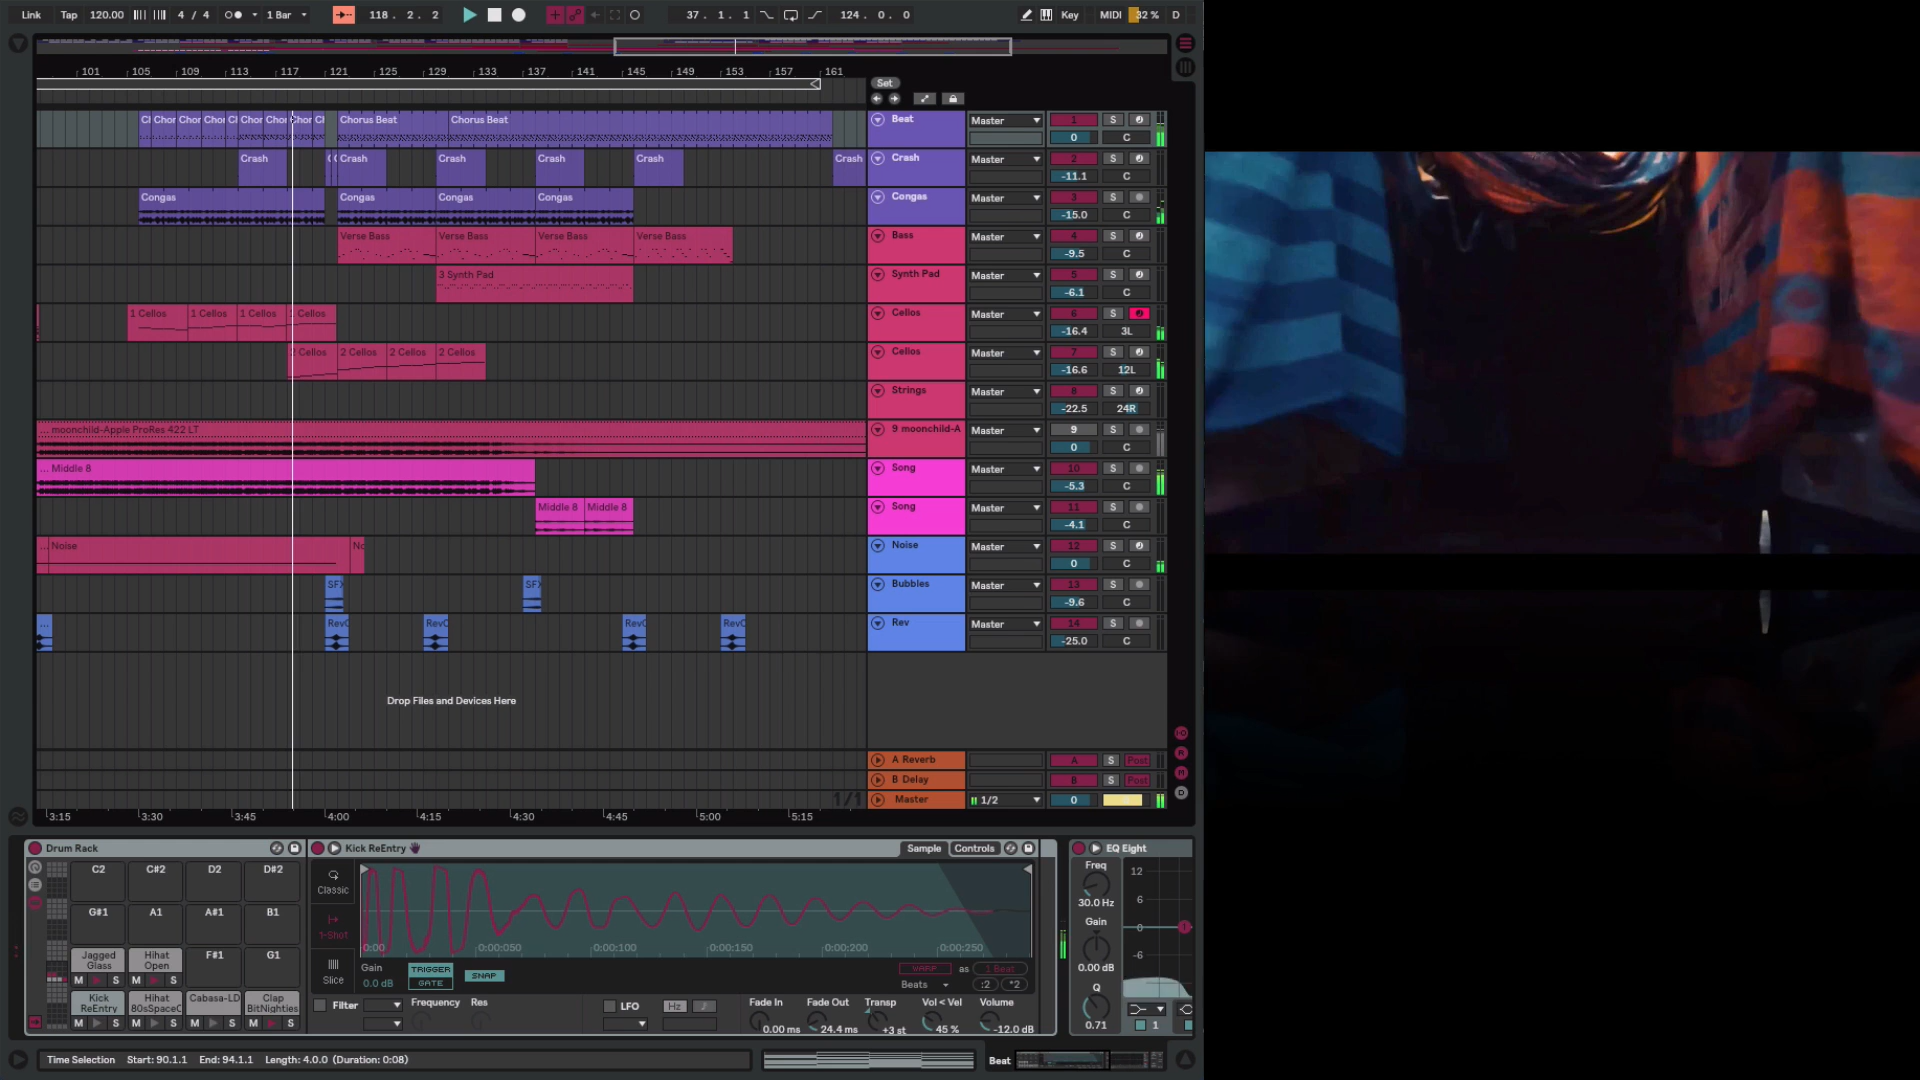 Link Tap 120.00 4 / 4 1 Bar 118 . 2 . 2 37 . 1 . 1 124 . 0 . 0 Key MIDI 32 % D
101 105 109 113 117 121 125 129 133 137 141 145 149 153 157 161
Set
Chor Chor Chor Chor Chor Chor Chorus Beat Chorus Beat Beat Master 1 S
0 C
Crash Crash Crash Crash Crash Crash Crash Master 2 S
-11.1 C
Congas Congas Congas Congas Congas Master 3 S
-15.0 C
Verse Bass Verse Bass Verse Bass Verse Bass Bass Master 4 S
-9.5 C
3 Synth Pad Synth Pad Master 5 S
-6.1 C
1 Cellos 1 Cellos 1 Cellos 1 Cellos Cellos Master 6 S
-16.4 3L
2 Cellos 2 Cellos 2 Cellos 2 Cellos Cellos Master 7 S
-16.6 12L
Strings Master 8 S
-22.5 24R
... moonchild-Apple ProRes 422 LT 9 moonchild-A Master 9 S
0 C
... Middle 8 Song Master 10 S
-5.3 C
Middle 8 Middle 8 Song Master 11 S
-4.1 C
... Noise No Noise Master 12 S
0 C
SFX SFX Bubbles Master 13 S
-9.6 C
... RevC RevC RevC RevC Rev Master 14 S
-25.0 C
Drop Files and Devices Here
A Reverb A S Post
B Delay B S Post
1/1 Master 1/2 0
3:15 3:30 3:45 4:00 4:15 4:30 4:45 5:00 5:15
Drum Rack Kick ReEntry Sample Controls EQ Eight
C2 C#2 D2 D#2
G#1 A1 A#1 B1
Jagged Glass Hihat Open F#1 G1
M S M S
Kick ReEntry Hihat 80sSpaceC Cabasa-LD Clap BitNighties
M S M S M S M S
Classic
1-Shot
Slice
0:00 0:00:050 0:00:100 0:00:150 0:00:200 0:00:250
Gain TRIGGER SNAP WARP as 1 Beat
0.0 dB GATE Beats :2 *2
Filter Frequency Res LFO Hz Fade In Fade Out Transp Vol < Vel Volume
0.00 ms 24.4 ms +3 st 45 % -12.0 dB
Freq 12
30.0 Hz 6
Gain 0 1
0.00 dB -6
Q
0.71 1
Time Selection Start: 90.1.1 End: 94.1.1 Length: 4.0.0 (Duration: 0:08) Beat